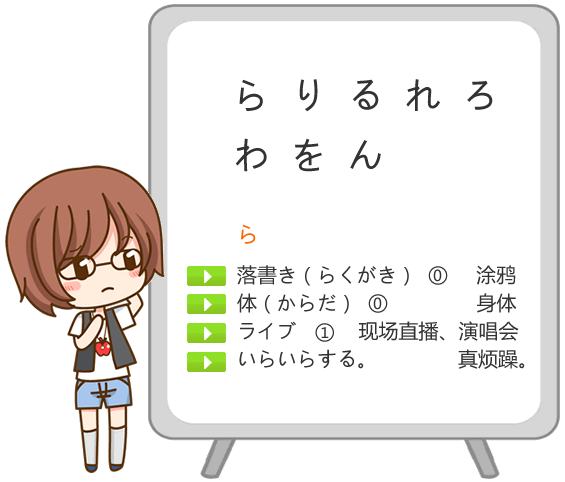 ら り る れ ろ
わ を ん
ら
落書き(らくがき) ⓪ 涂鸦
体(からだ) ⓪ 身体
ライブ ① 现场直播、演唱会
いらいらする。 真烦躁。